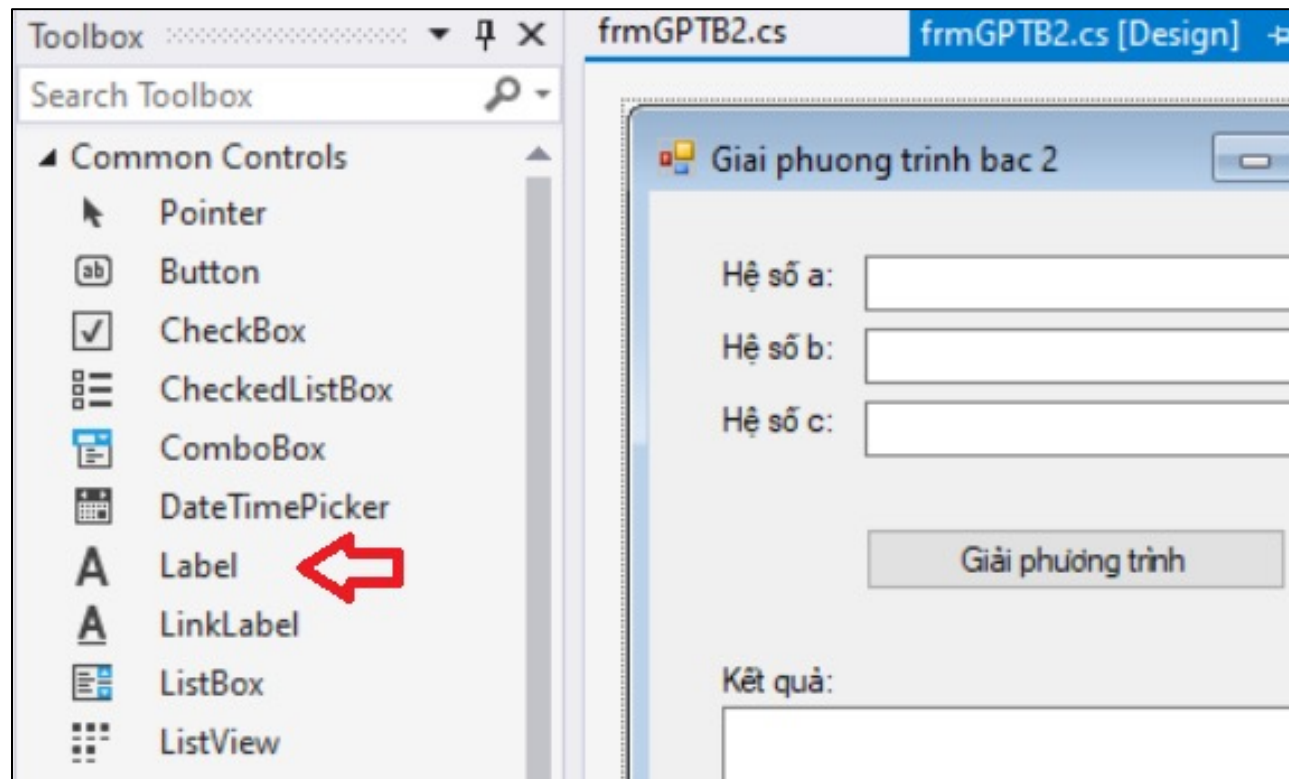 Toolbox
Search Toolbox
Common Controls
Pointer
Button
CheckBox
CheckedListBox
ComboBox
DateTimePicker
Label
LinkLabel
ListBox
ListView
frmGPTB2.cs
frmGPTB2.cs [Design]
Giai phuong trinh bac 2
Hệ số a:
Hệ số b:
Hệ số c:
Giải phương trình
Kết quả: